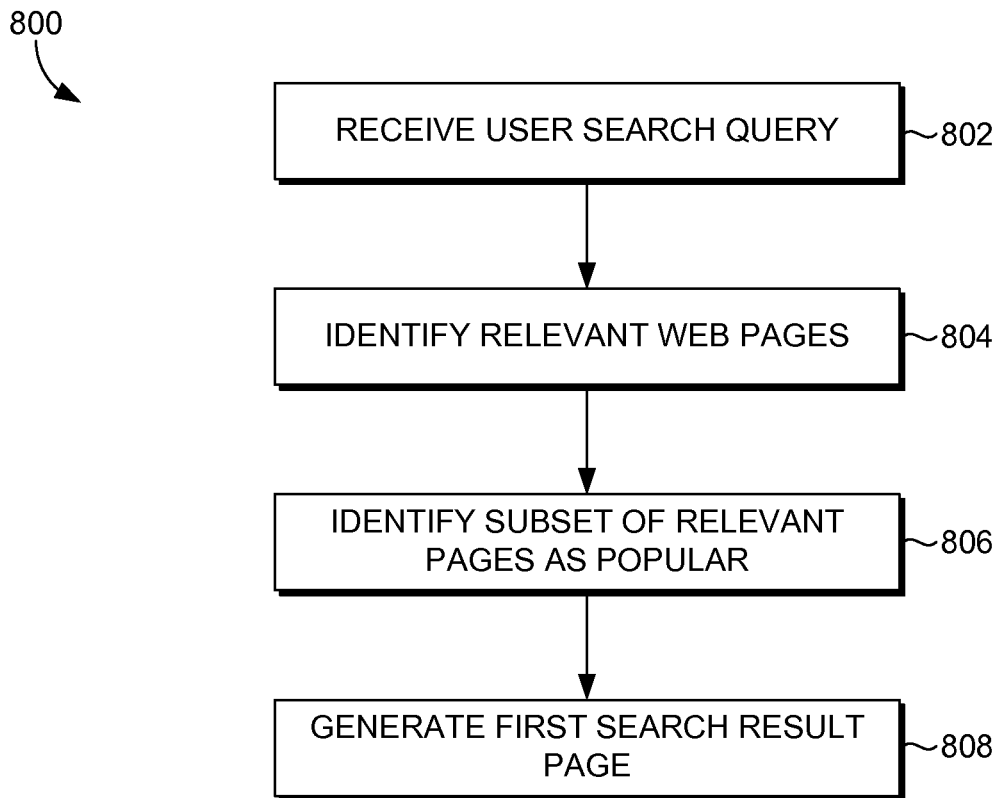 800
RECEIVE USER SEARCH QUERY
802
IDENTIFY RELEVANT WEB PAGES
804
IDENTIFY SUBSET OF RELEVANT
PAGES AS POPULAR
806
GENERATE FIRST SEARCH RESULT
PAGE
808